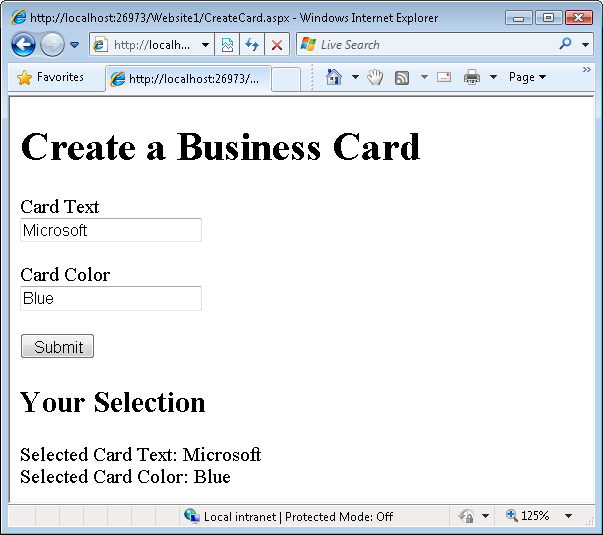 http://localhost:26973/Website1/CreateCard.aspx - Windows Internet Explorer
http://localh...
Live Search
Favorites
http://localhost:26973/...
Page
Create a Business Card
Card Text
Microsoft
Card Color
Blue
Submit
Your Selection
Selected Card Text: Microsoft
Selected Card Color: Blue
Local intranet | Protected Mode: Off
125%